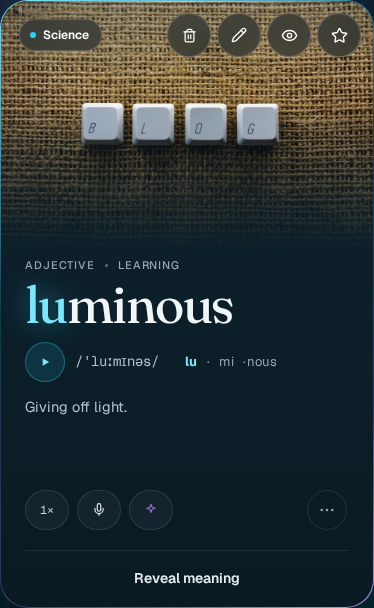 Science
B L O G
ADJECTIVE • LEARNING
luminous
/ˈluːmɪnəs/ lu · mi ·nous
Giving off light.
1×
Reveal meaning